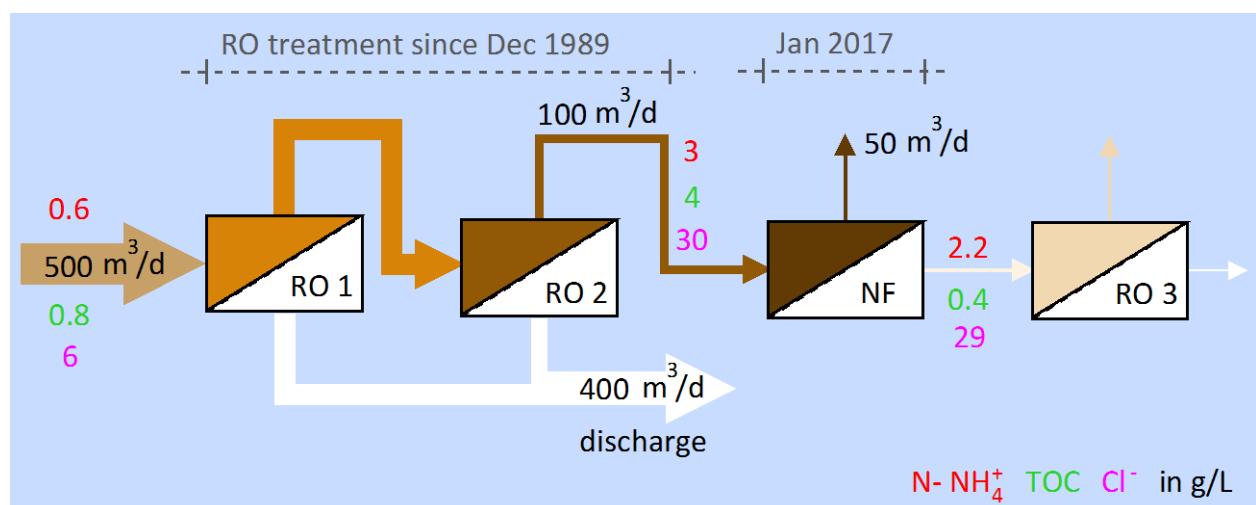 RO treatment since Dec 1989
Jan 2017
100 m³/d
50 m³/d
3
4
30
0.6
500 m³/d
0.8
6
RO 1
RO 2
NF
2.2
0.4
29
RO 3
400 m³/d
discharge
N- NH₄⁺ TOC Cl⁻ in g/L